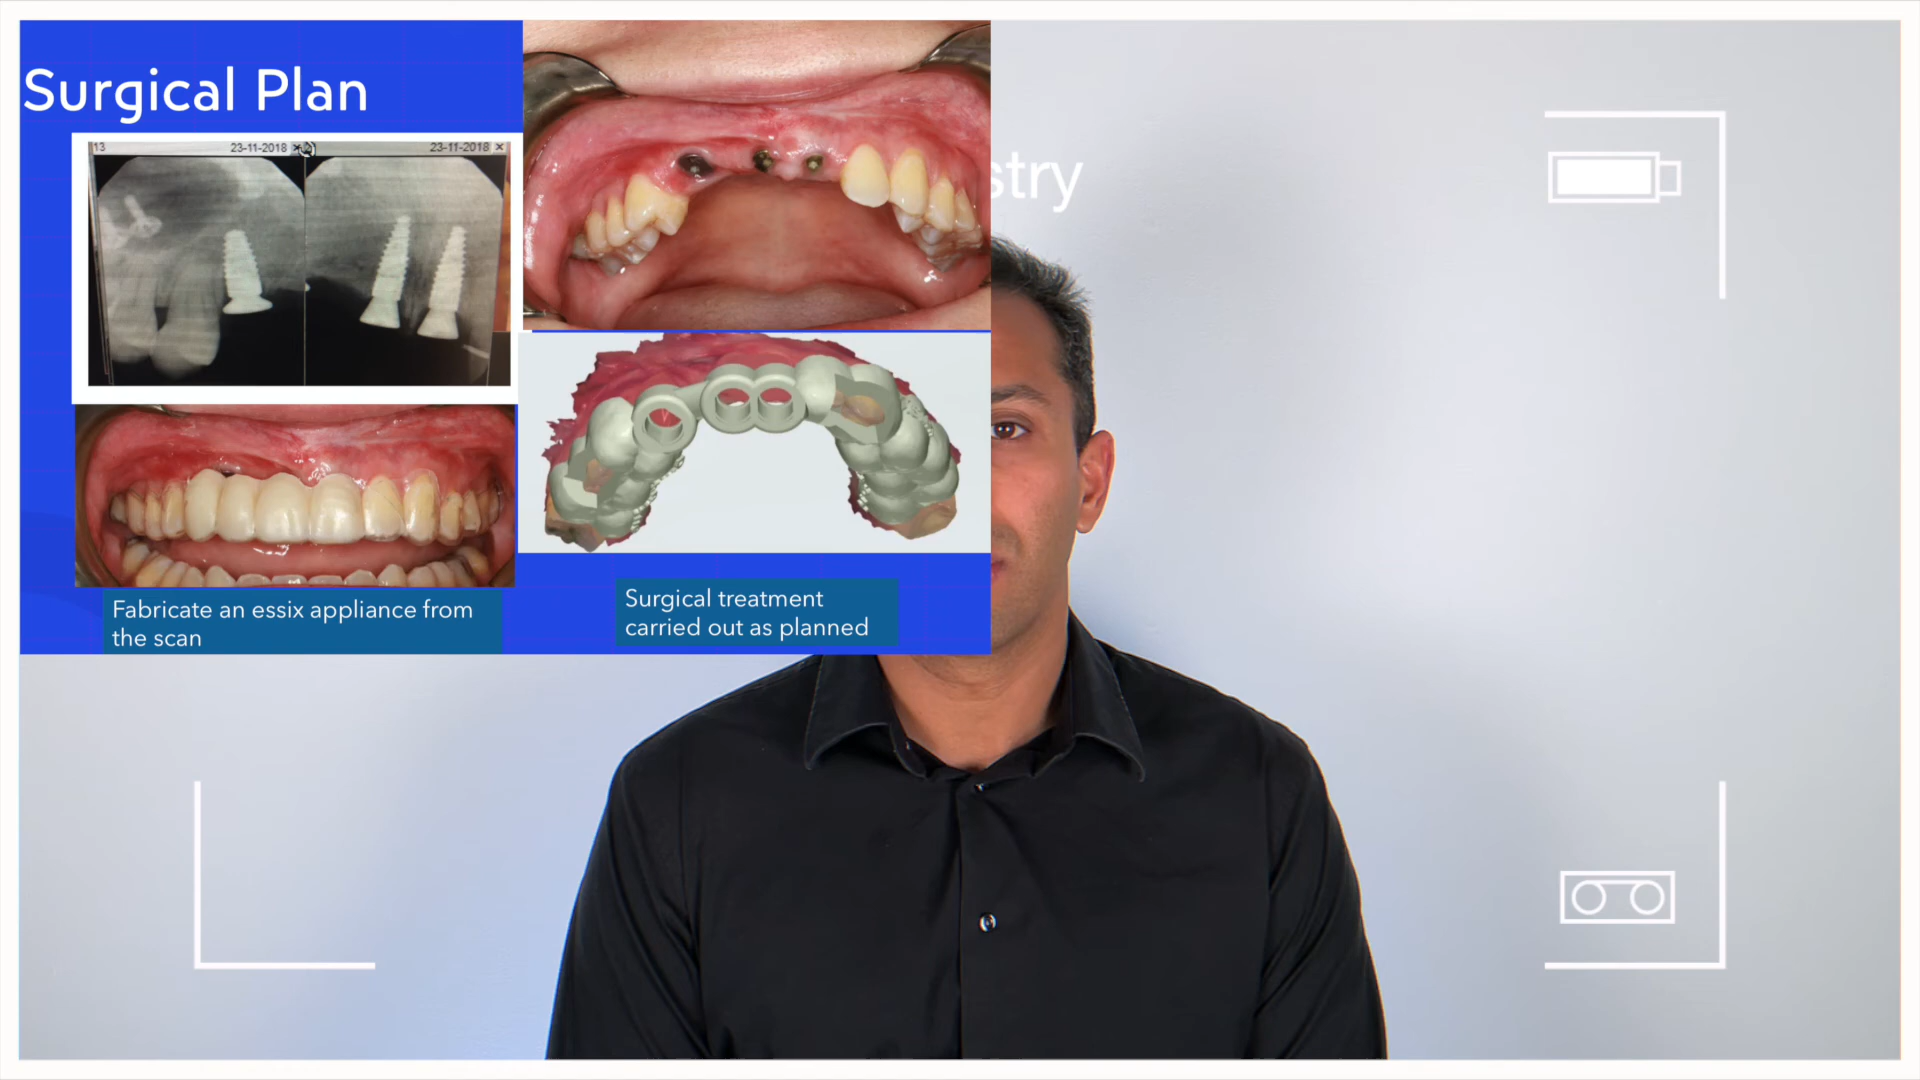 Surgical Plan
13
23-11-2018
23-11-2018
stry
Fabricate an essix appliance from
the scan
Surgical treatment
carried out as planned